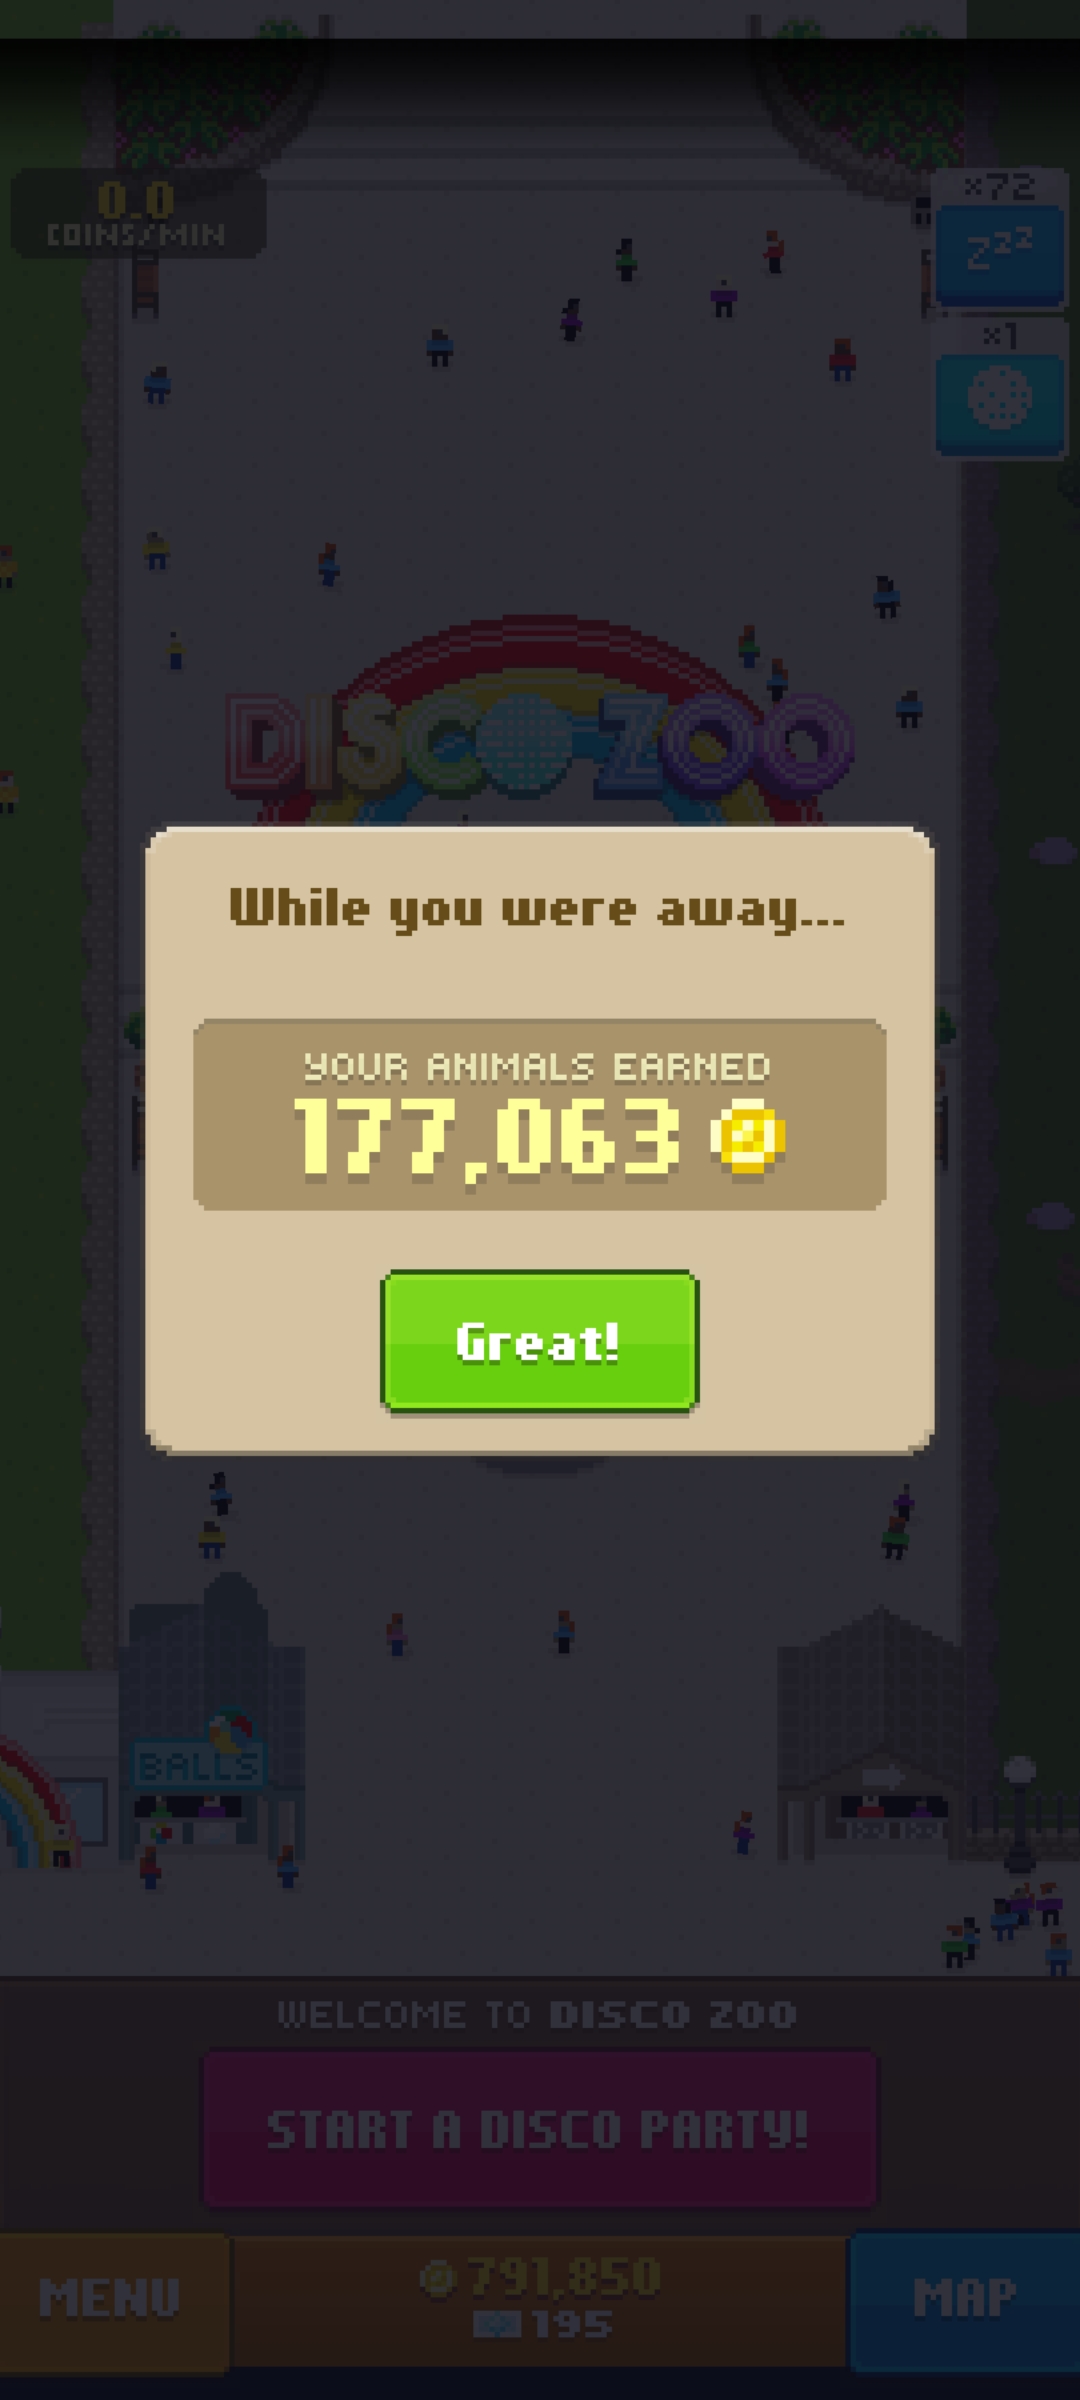 0.0
COINS/MIN
x72
zzz
x1
DISCO ZOO
While you were away...
YOUR ANIMALS EARNED
177,063
Great!
BALLS
WELCOME TO DISCO ZOO
START A DISCO PARTY!
MENU
791,850
195
MAP